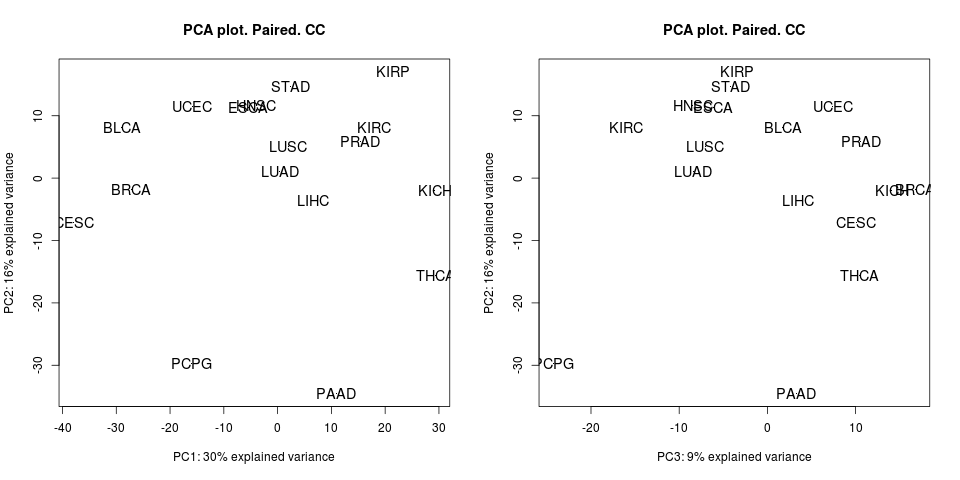 PCA plot. Paired. CC
PC2: 16% explained variance
10
0
-10
-20
-30
KIRP
STAD
UCEC
ESCA
HNSC
BLCA
KIRC
PRAD
LUSC
LUAD
BRCA
KICH
LIHC
CESC
THCA
PCPG
PAAD
-40 -30 -20 -10 0 10 20 30
PC1: 30% explained variance
PCA plot. Paired. CC
PC2: 16% explained variance
10
0
-10
-20
-30
KIRP
STAD
HNSC
ESCA
UCEC
KIRC
BLCA
PRAD
LUSC
LUAD
KICH
BRCA
LIHC
CESC
THCA
PCPG
PAAD
-20 -10 0 10
PC3: 9% explained variance